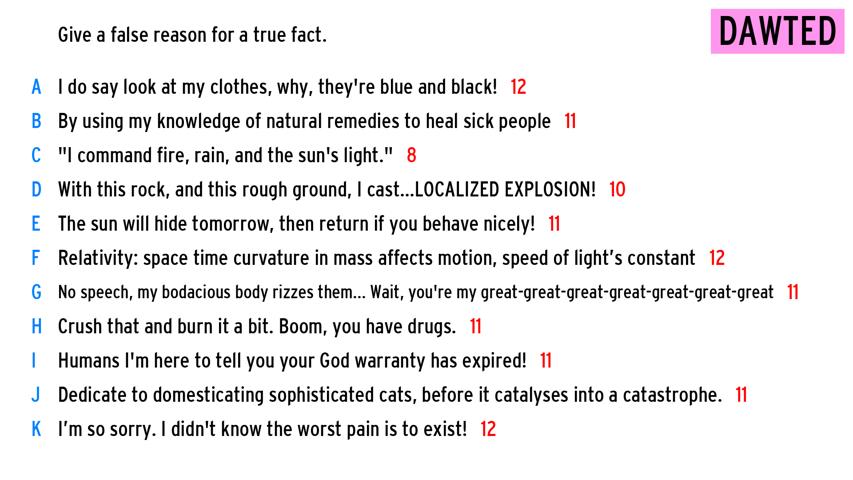 Give a false reason for a true fact.
DAWTED
A I do say look at my clothes, why, they're blue and black! 12
B By using my knowledge of natural remedies to heal sick people 11
C "I command fire, rain, and the sun's light." 8
D With this rock, and this rough ground, I cast...LOCALIZED EXPLOSION! 10
E The sun will hide tomorrow, then return if you behave nicely! 11
F Relativity: space time curvature in mass affects motion, speed of light’s constant 12
G No speech, my bodacious body rizzes them... Wait, you're my great-great-great-great-great-great-great 11
H Crush that and burn it a bit. Boom, you have drugs. 11
I Humans I'm here to tell you your God warranty has expired! 11
J Dedicate to domesticating sophisticated cats, before it catalyses into a catastrophe. 11
K I’m so sorry. I didn't know the worst pain is to exist! 12